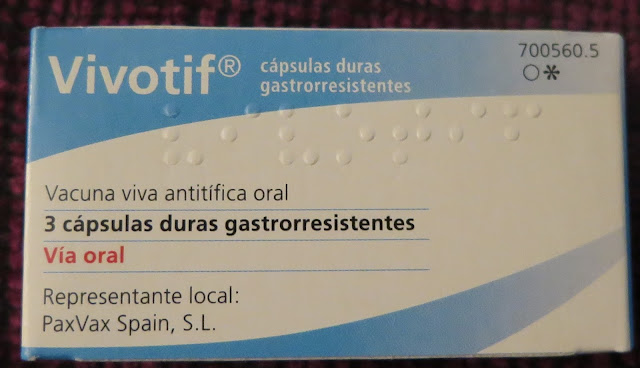 Vivotif® cápsulas duras
gastrorresistentes
700560.5
○*
Vacuna viva antitífica oral
3 cápsulas duras gastrorresistentes
Vía oral
Representante local:
PaxVax Spain, S.L.